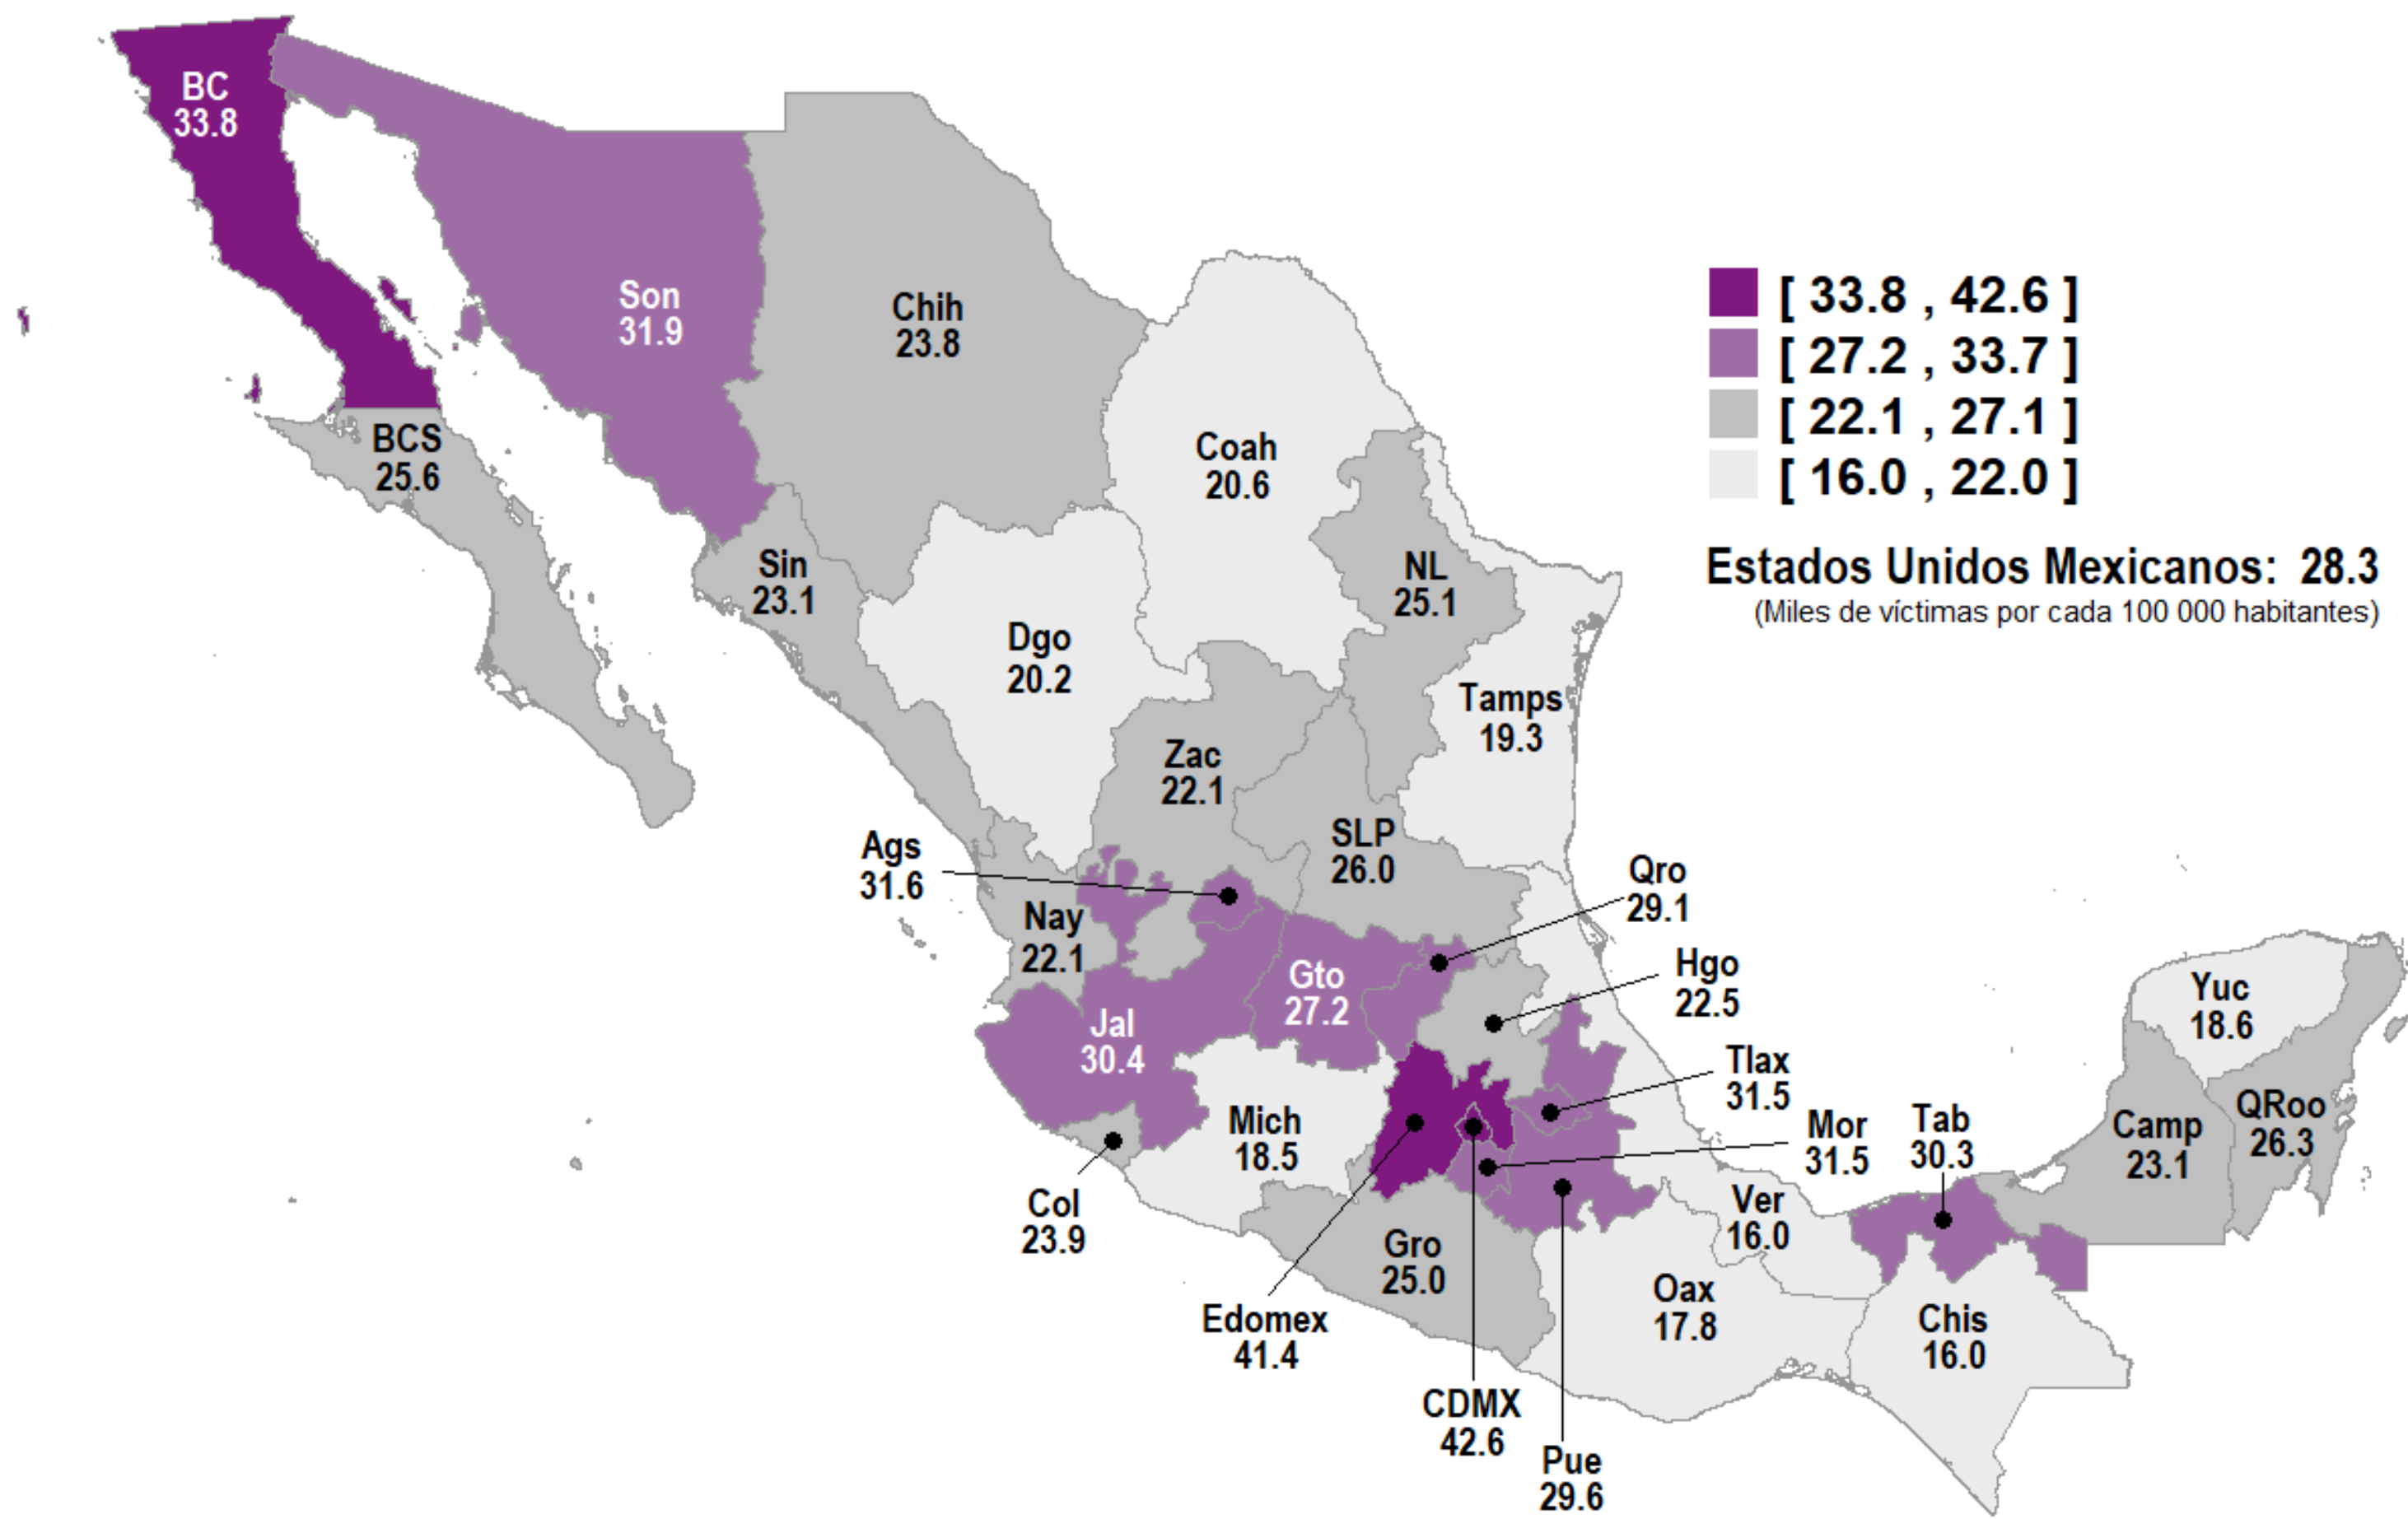 BC
33.8
Son
31.9
Chih
23.8
BCS
25.6
Coah
20.6
Sin
23.1
NL
25.1
Dgo
20.2
Tamps
19.3
Zac
22.1
SLP
26.0
Ags
31.6
Nay
22.1
Qro
29.1
Hgo
22.5
Gto
27.2
Jal
30.4
Tlax
31.5
Mich
18.5
Mor
31.5
Tab
30.3
Yuc
18.6
Camp
23.1
QRoo
26.3
Col
23.9
Ver
16.0
Gro
25.0
Oax
17.8
Chis
16.0
Edomex
41.4
CDMX
42.6
Pue
29.6
[ 33.8 , 42.6 ]
[ 27.2 , 33.7 ]
[ 22.1 , 27.1 ]
[ 16.0 , 22.0 ]
Estados Unidos Mexicanos: 28.3
(Miles de víctimas por cada 100 000 habitantes)